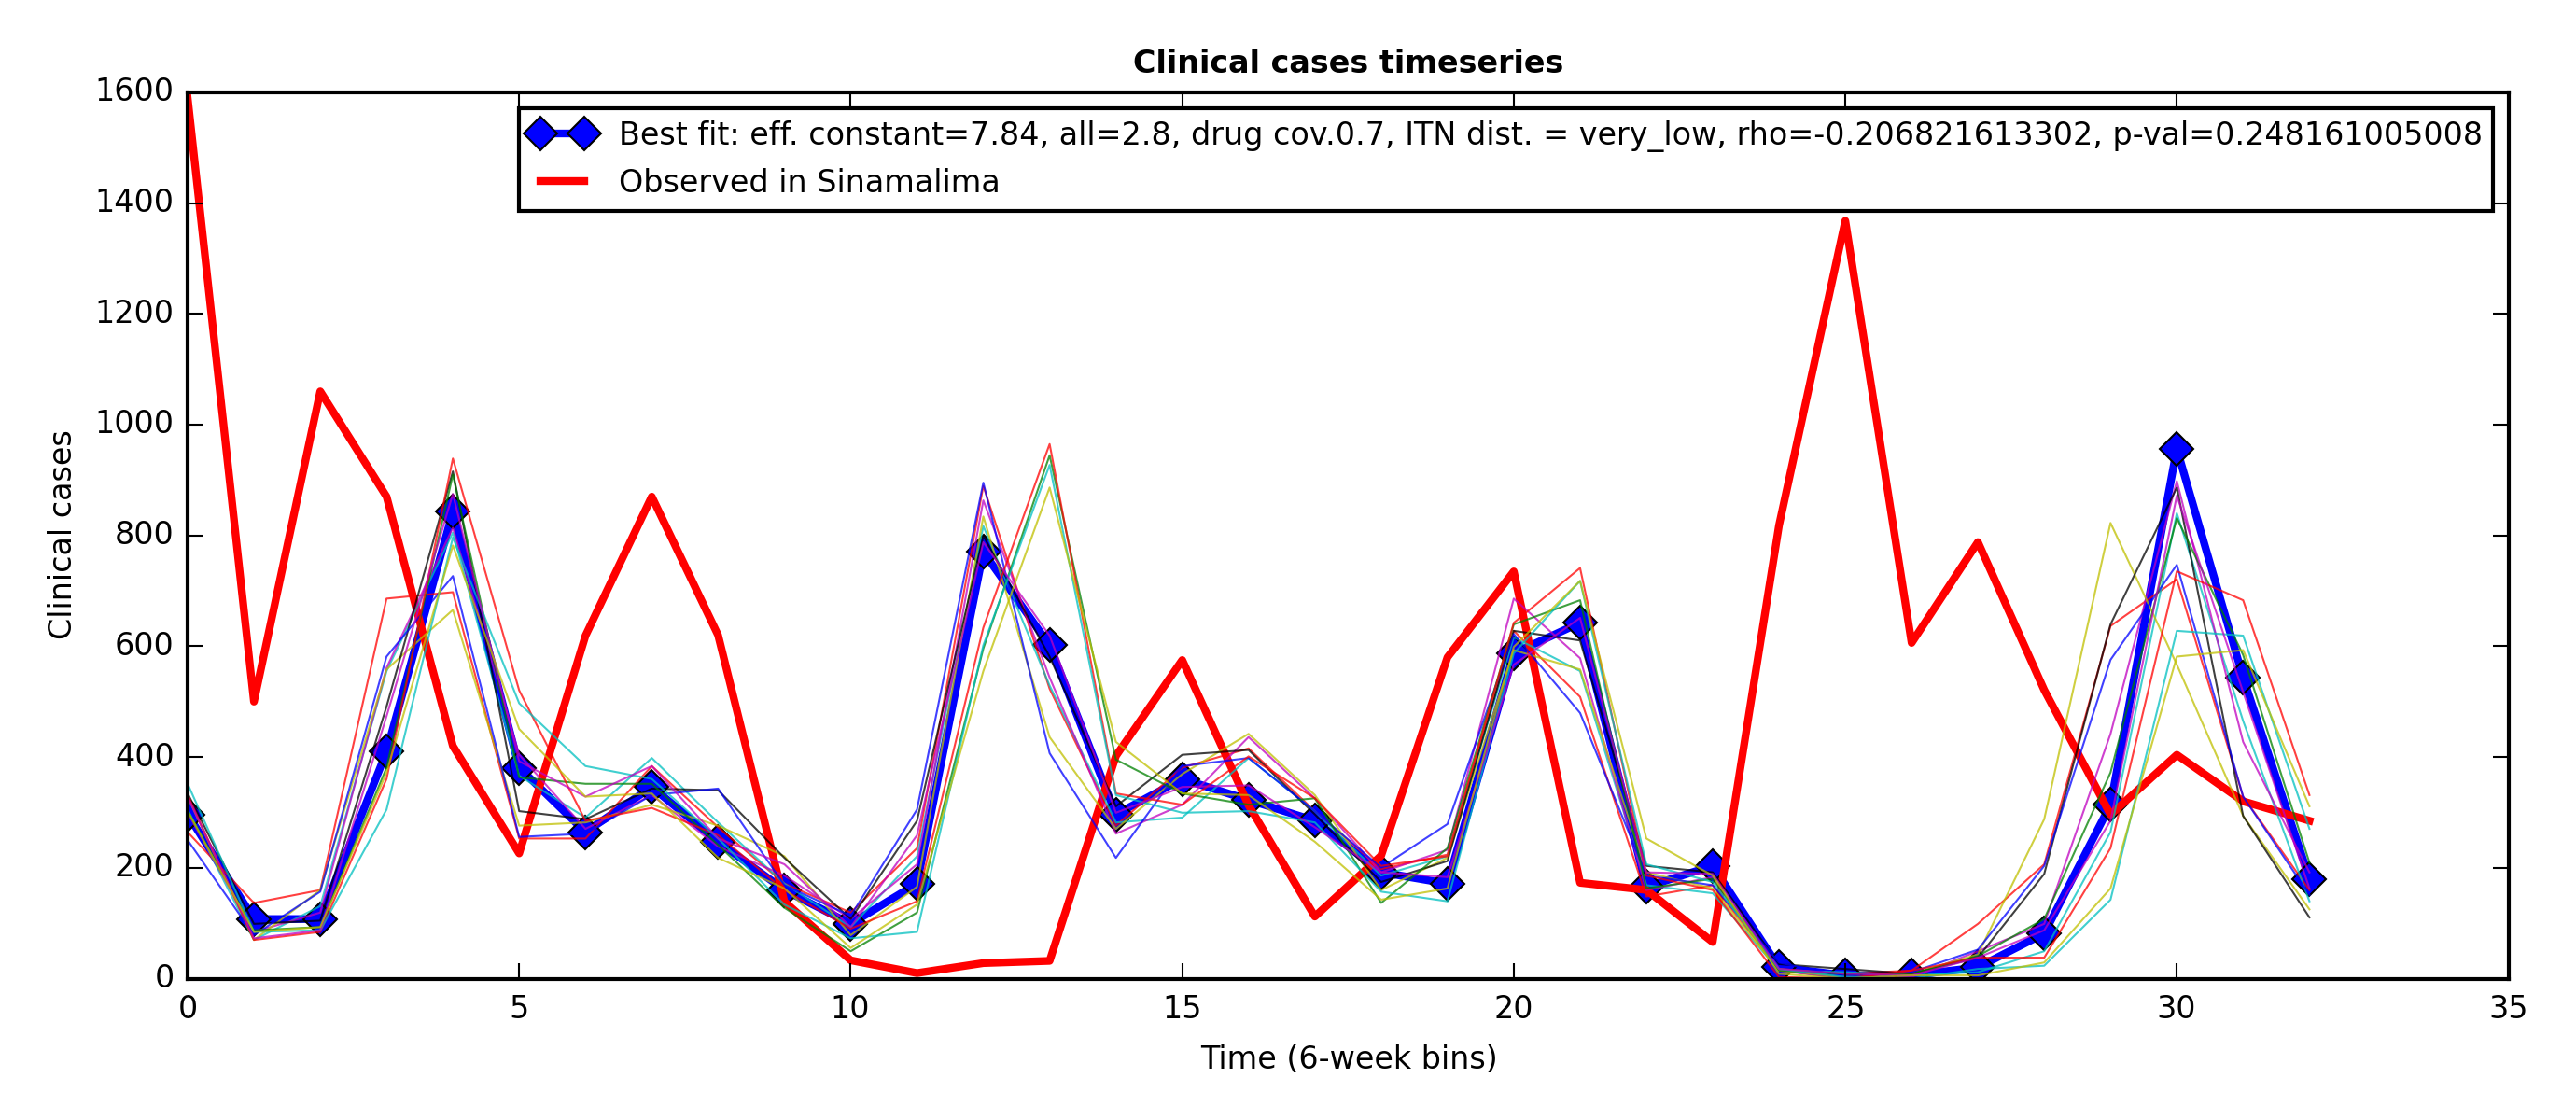 Clinical cases timeseries
Best fit: eff. constant=7.84, all=2.8, drug cov.0.7, ITN dist. = very_low, rho=-0.206821613302, p-val=0.248161005008
Observed in Sinamalima
1600
1400
1200
1000
800
600
400
200
0
Clinical cases
0 5 10 15 20 25 30 35
Time (6-week bins)